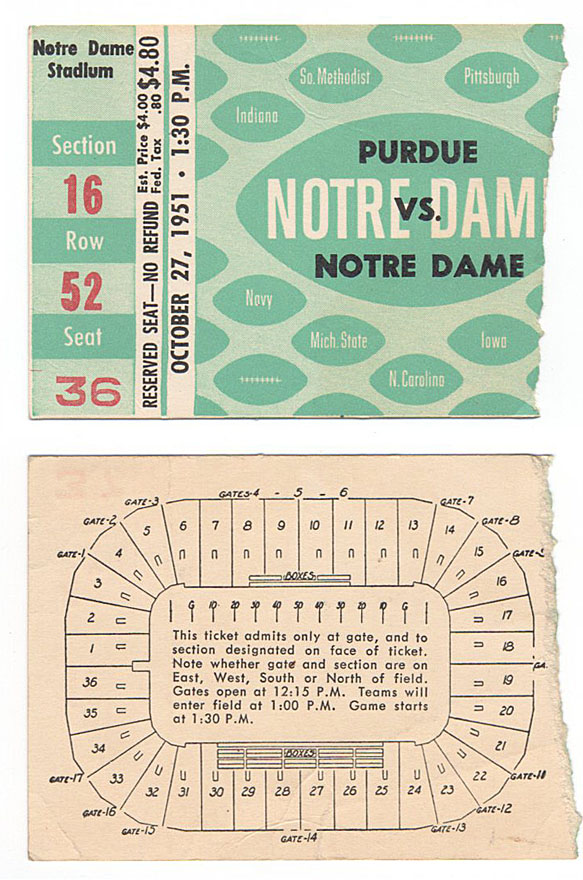 Notre Dame
Stadium
Section
16
Row
52
Seat
36
RESERVED SEAT—NO REFUND
Est. Price $4.00
Fed. Tax .80
$4.80
OCTOBER 27, 1951 • 1:30 P.M.
So. Methodist
Pittsburgh
Indiana
PURDUE
NOTRE DAM
VS.
NOTRE DAME
Navy
Mich. State
Iowa
N. Carolina
GATE-3
GATES-4 - 5 - 6
GATE-7
GATE-2
GATE-8
GATE-1
5 6 7 8 9 10 11 12 13 14
4
15
3
16
BOXES
2
17
G 10 20 30 40 50 40 30 20 10 G
1
18
This ticket admits only at gate, and to
section designated on face of ticket.
Note whether gate and section are on
East, West, South or North of field.
Gates open at 12:15 P.M. Teams will
enter field at 1:00 P.M. Game starts
at 1:30 P.M.
GA
36
19
35
20
34
21
BOXES
GATE-17
33
22
GATE-10
32 31 30 29 28 27 26 25 24 23
GATE-16
GATE-12
GATE-15
GATE-14
GATE-13